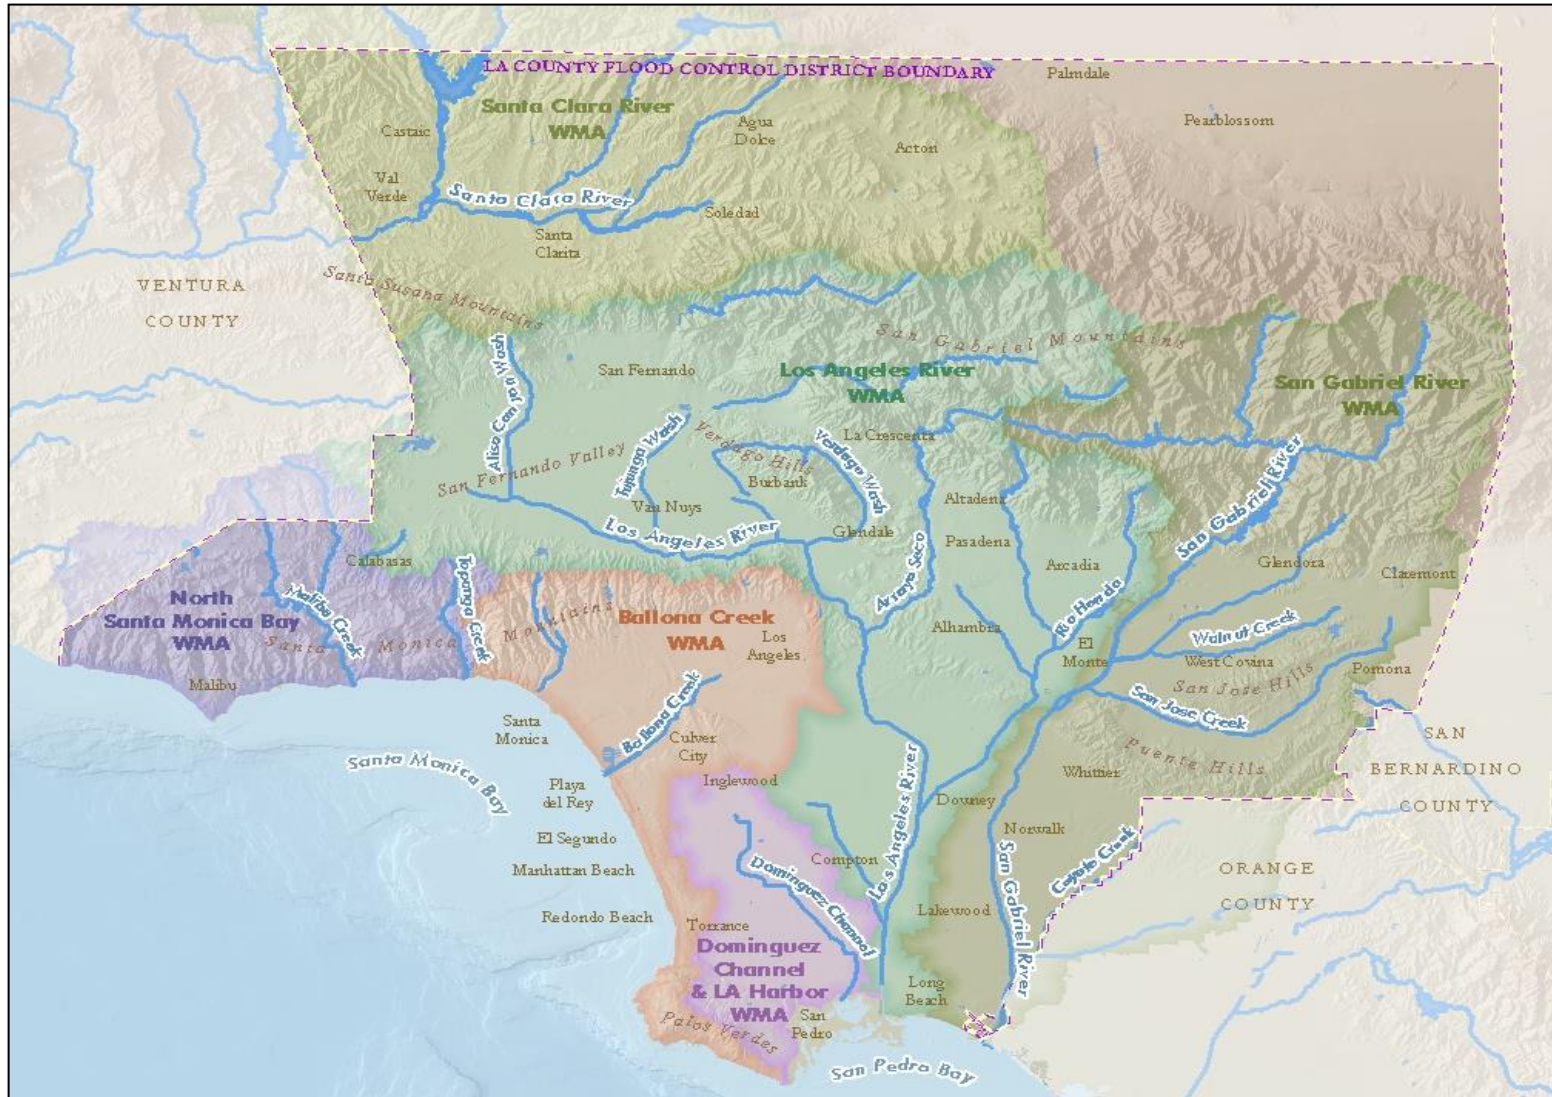 LA COUNTY FLOOD CONTROL DISTRICT BOUNDARY
Palmdale
Santa Clara River
WMA
Pearblossom
Castaic
Agua
Dolce
Acton
Val
Verde
Santa Clara River
Soledad
Santa
Clarita
Santa Susana Mountains
VENTURA
COUNTY
San Gabriel Mountains
Aliso Canyon Wash
San Fernando
Los Angeles River
WMA
San Gabriel River
WMA
Tujunga Wash
Verdugo Hills
Verdugo Wash
La Crescenta
San Fernando Valley
Burbank
Van Nuys
Los Angeles River
Glendale
Altadena
Pasadena
Arroyo Seco
Arcadia
San Gabriel River
Glendora
Claremont
Calabasas
Topanga Creek
North
Santa Monica Bay
WMA
Malibu Creek
Santa Monica Mountains
Malibu
Ballona Creek
WMA
Los
Angeles
Alhambra
Rio Hondo
El
Monte
Walnut Creek
West Covina
San Jose Hills
Pomona
San Jose Creek
Puente Hills
Santa
Monica
Ballona Creek
Culver
City
Santa Monica Bay
Inglewood
Playa
del Rey
Los Angeles River
Downey
Whittier
SAN
BERNARDINO
COUNTY
El Segundo
Norwalk
Manhattan Beach
Compton
Dominguez Channel
Coyote Creek
ORANGE
COUNTY
Redondo Beach
Torrance
Lakewood
San Gabriel River
Dominguez
Channel
& LA Harbor
WMA
Long
Beach
San
Pedro
Palos Verdes
San Pedro Bay